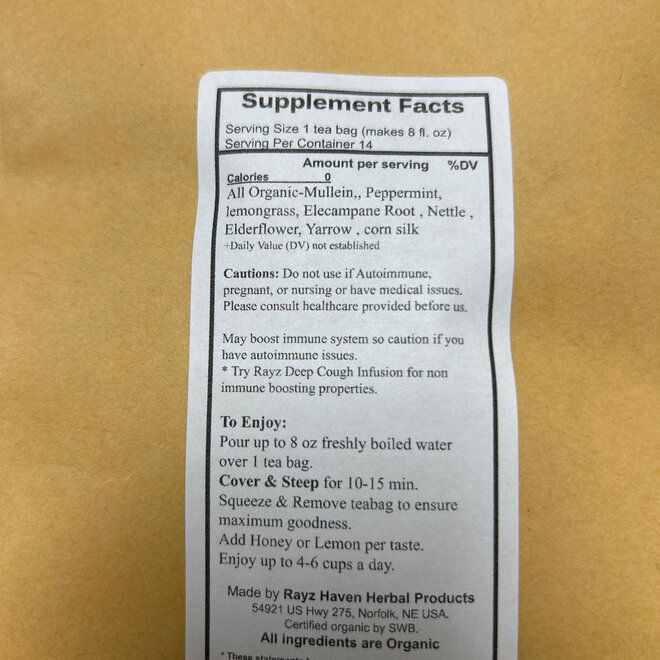 Supplement Facts
Serving Size 1 tea bag (makes 8 fl. oz)
Serving Per Container 14
Amount per serving %DV
Calories 0
All Organic-Mullein,, Peppermint,
lemongrass, Elecampane Root , Nettle ,
Elderflower, Yarrow , corn silk
÷Daily Value (DV) not established
Cautions: Do not use if Autoimmune,
pregnant, or nursing or have medical issues.
Please consult healthcare provided before us.
May boost immune system so caution if you
have autoimmune issues.
* Try Rayz Deep Cough Infusion for non
immune boosting properties.
To Enjoy:
Pour up to 8 oz freshly boiled water
over 1 tea bag.
Cover & Steep for 10-15 min.
Squeeze & Remove teabag to ensure
maximum goodness.
Add Honey or Lemon per taste.
Enjoy up to 4-6 cups a day.
Made by Rayz Haven Herbal Products
54921 US Hwy 275, Norfolk, NE USA.
Certified organic by SWB.
All ingredients are Organic
* These statements